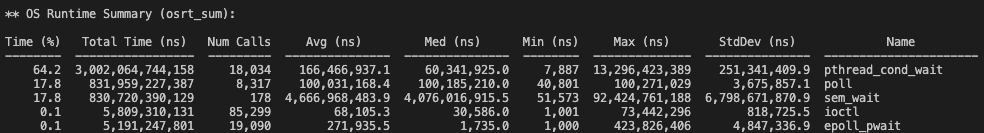 ** OS Runtime Summary (osrt_sum):
Time (%) Total Time (ns) Num Calls Avg (ns) Med (ns) Min (ns) Max (ns) StdDev (ns) Name
64.2 3,002,064,744,158 18,034 166,466,937.1 60,341,925.0 7,887 13,296,423,389 251,341,409.9 pthread_cond_wait
17.8 831,959,227,387 8,317 100,031,168.4 100,185,210.0 40,801 100,271,029 3,675,857.1 poll
17.8 830,720,390,129 178 4,666,968,483.9 4,076,016,915.5 51,573 92,424,761,188 6,798,671,870.9 sem_wait
0.1 5,809,310,131 85,299 68,105.3 30,586.0 1,001 73,442,296 818,725.5 ioctl
0.1 5,191,247,801 19,090 271,935.5 1,735.0 1,000 423,826,406 4,847,336.9 epoll_pwait